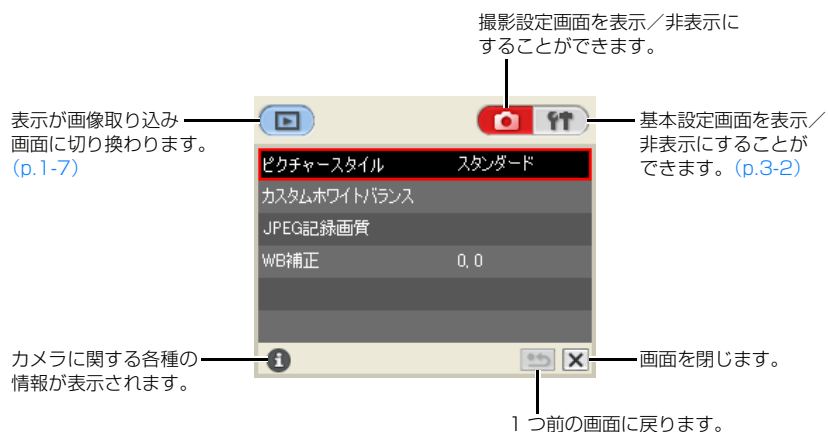 撮影設定画面を表示／非表示に
することができます。
表示が画像取り込み
画面に切り換わります。
(p.1-7)
基本設定画面を表示／
非表示にすることが
できます。(p.3-2)
ピクチャースタイル スタンダード
カスタムホワイトバランス
JPEG記録画質
WB補正 0, 0
カメラに関する各種の
情報が表示されます。
画面を閉じます。
1 つ前の画面に戻ります。